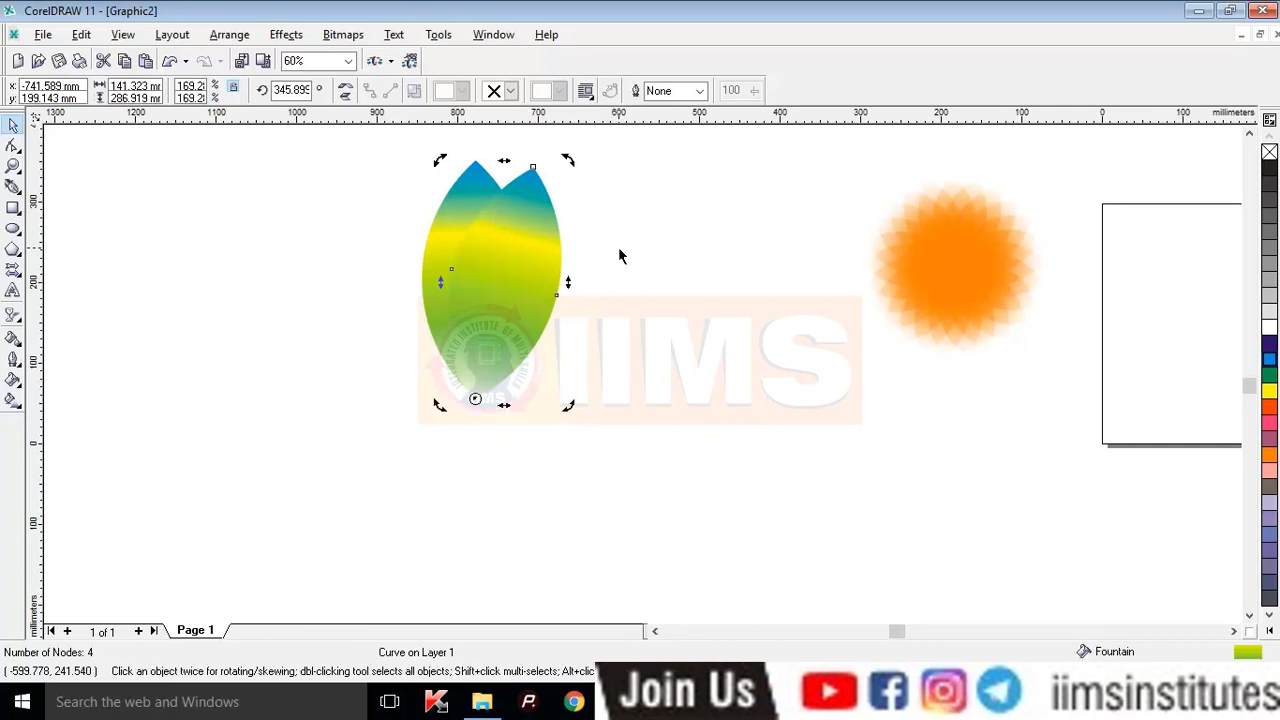 CorelDRAW 11 - [Graphic2]
File Edit View Layout Arrange Effects Bitmaps Text Tools Window Help
60%
x: -741.589 mm 141.323 mr 169.2 % 345.899 ° None 100
y: 199.143 mm 286.919 mr 169.2 %
1300 1200 1100 1000 900 800 700 600 500 400 300 200 100 0 100 millimeters
300
200
100
0
100
millimeters
IIMS
1 of 1 Page 1
Number of Nodes: 4 Curve on Layer 1 Fountain
( -599.778, 241.540 ) Click an object twice for rotating/skewing; dbl-clicking tool selects all objects; Shift+click multi-selects; Alt+clic
Search the web and Windows
Join Us iimsinstitutes